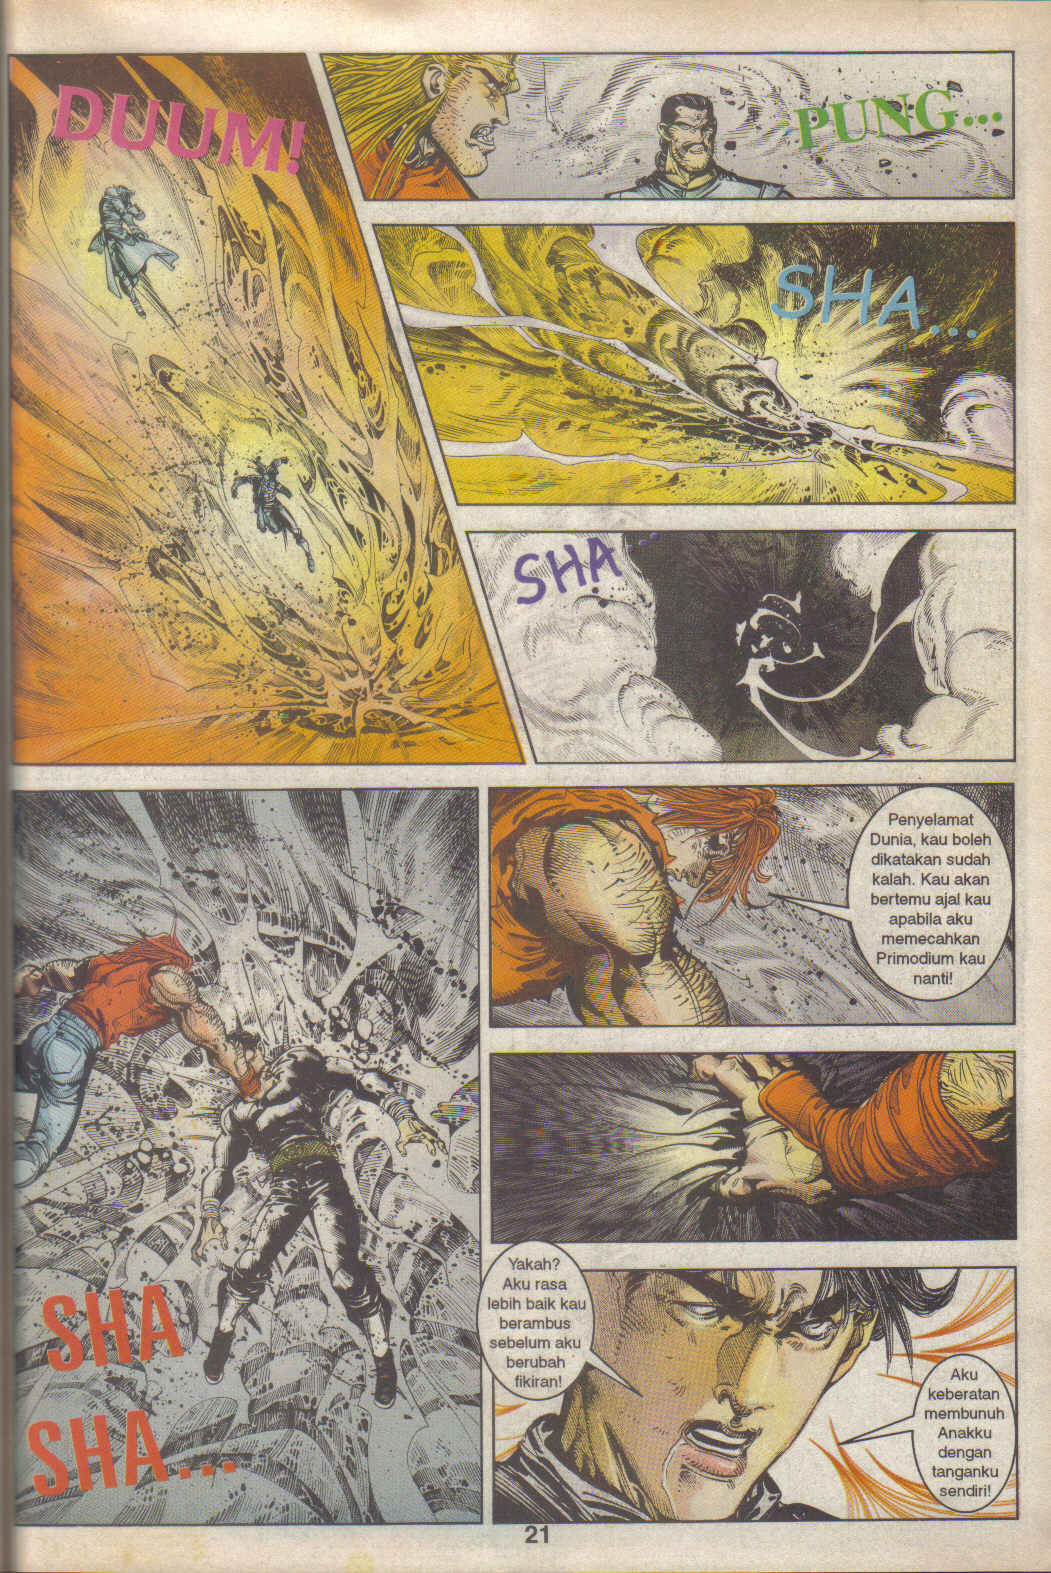 DUUM!
PUNG...
SHA...
SHA...
Penyelamat
Dunia, kau boleh
dikatakan sudah
kalah. Kau akan
bertemu ajal kau
apabila aku
memecahkan
Primodium kau
nanti!
SHA
SHA...
Yakah?
Aku rasa
lebih baik kau
berambus
sebelum aku
berubah
fikiran!
Aku
keberatan
membunuh
Anakku
dengan
tanganku
sendiri!
21